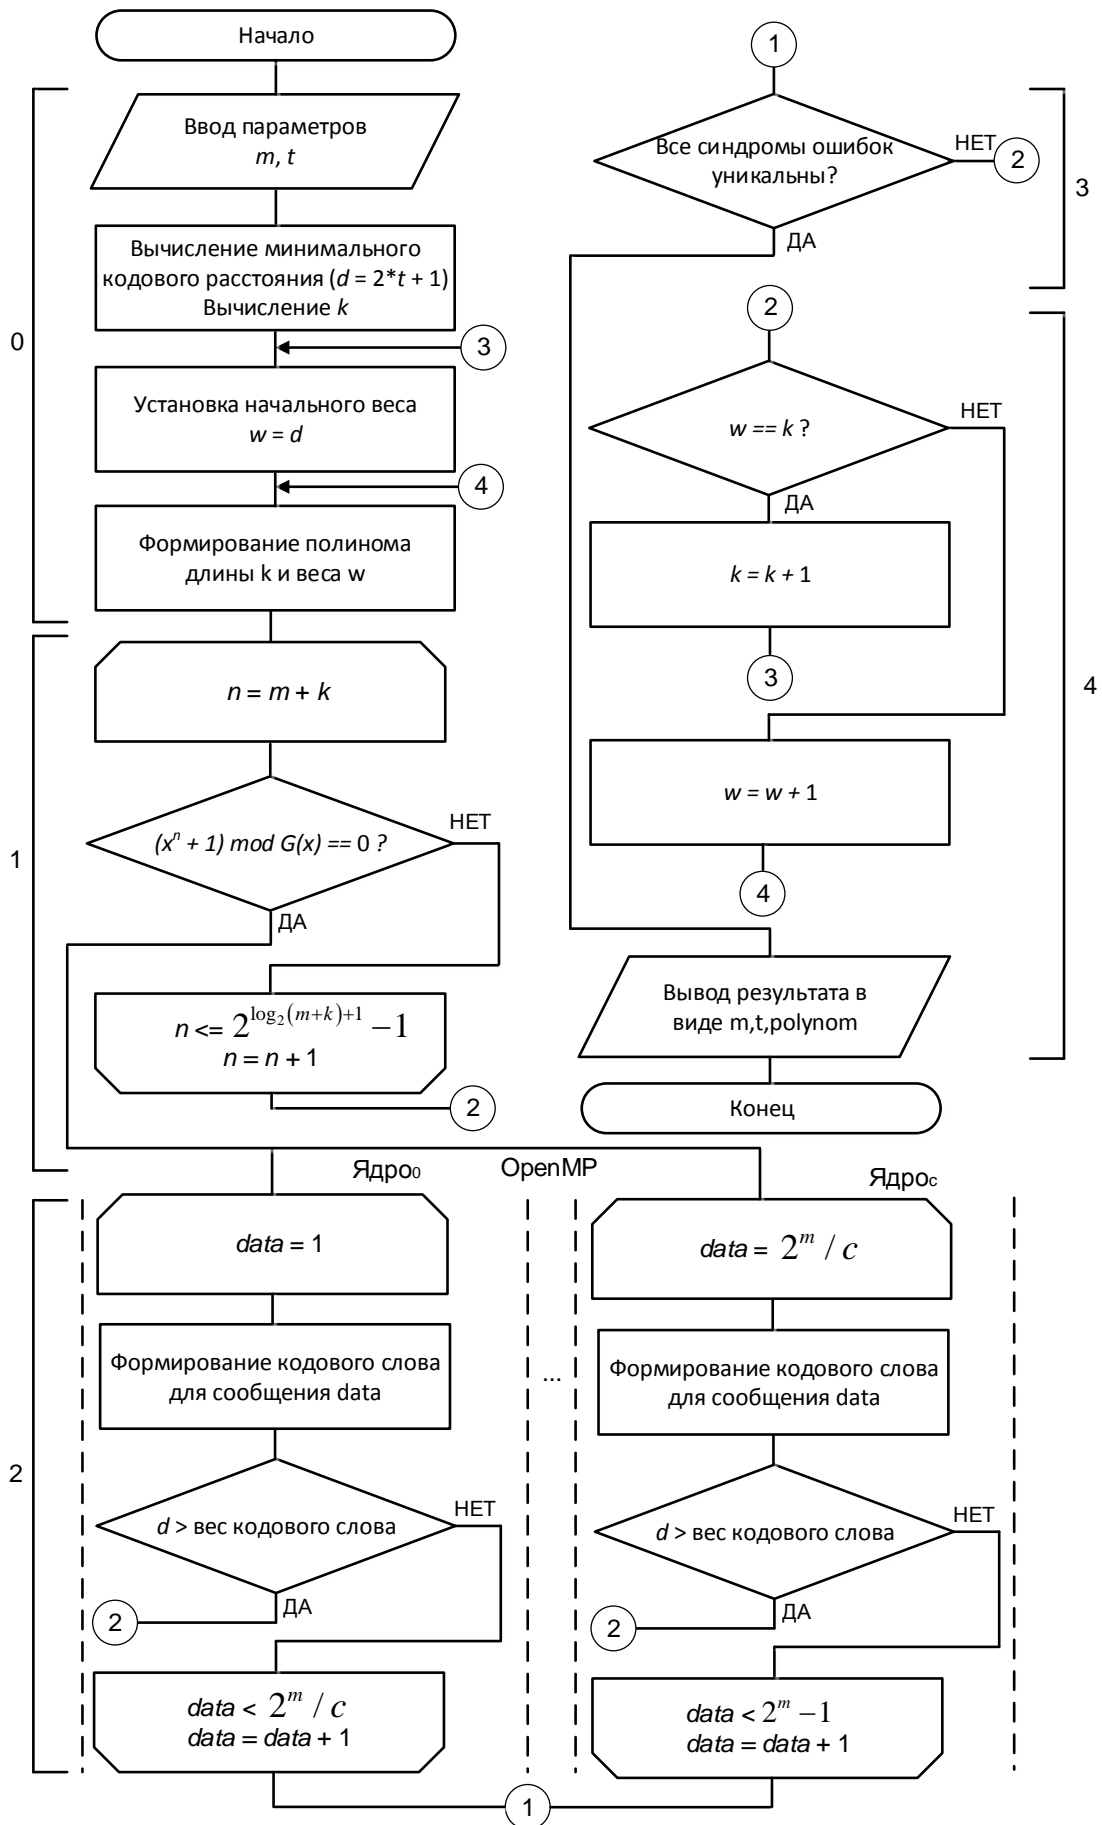 Начало
0
Ввод параметров
m, t
Вычисление минимального
кодового расстояния (d = 2*t + 1)
Вычисление k
3
Установка начального веса
w = d
4
Формирование полинома
длины k и веса w
1
n = m + k
(xⁿ + 1) mod G(x) == 0 ?
НЕТ
ДА
n <= 2^(log₂(m+k)+1) − 1
n = n + 1
2
1
Все синдромы ошибок
уникальны?
НЕТ
2
ДА
3
2
w == k ?
НЕТ
ДА
k = k + 1
3
4
w = w + 1
4
Вывод результата в
виде m,t,polynom
Конец
Ядро₀
OpenMP
Ядроc
2
data = 1
Формирование кодового слова
для сообщения data
d > вес кодового слова
НЕТ
ДА
2
data < 2ᵐ / c
data = data + 1
...
data = 2ᵐ / c
Формирование кодового слова
для сообщения data
d > вес кодового слова
НЕТ
ДА
2
data < 2ᵐ − 1
data = data + 1
1